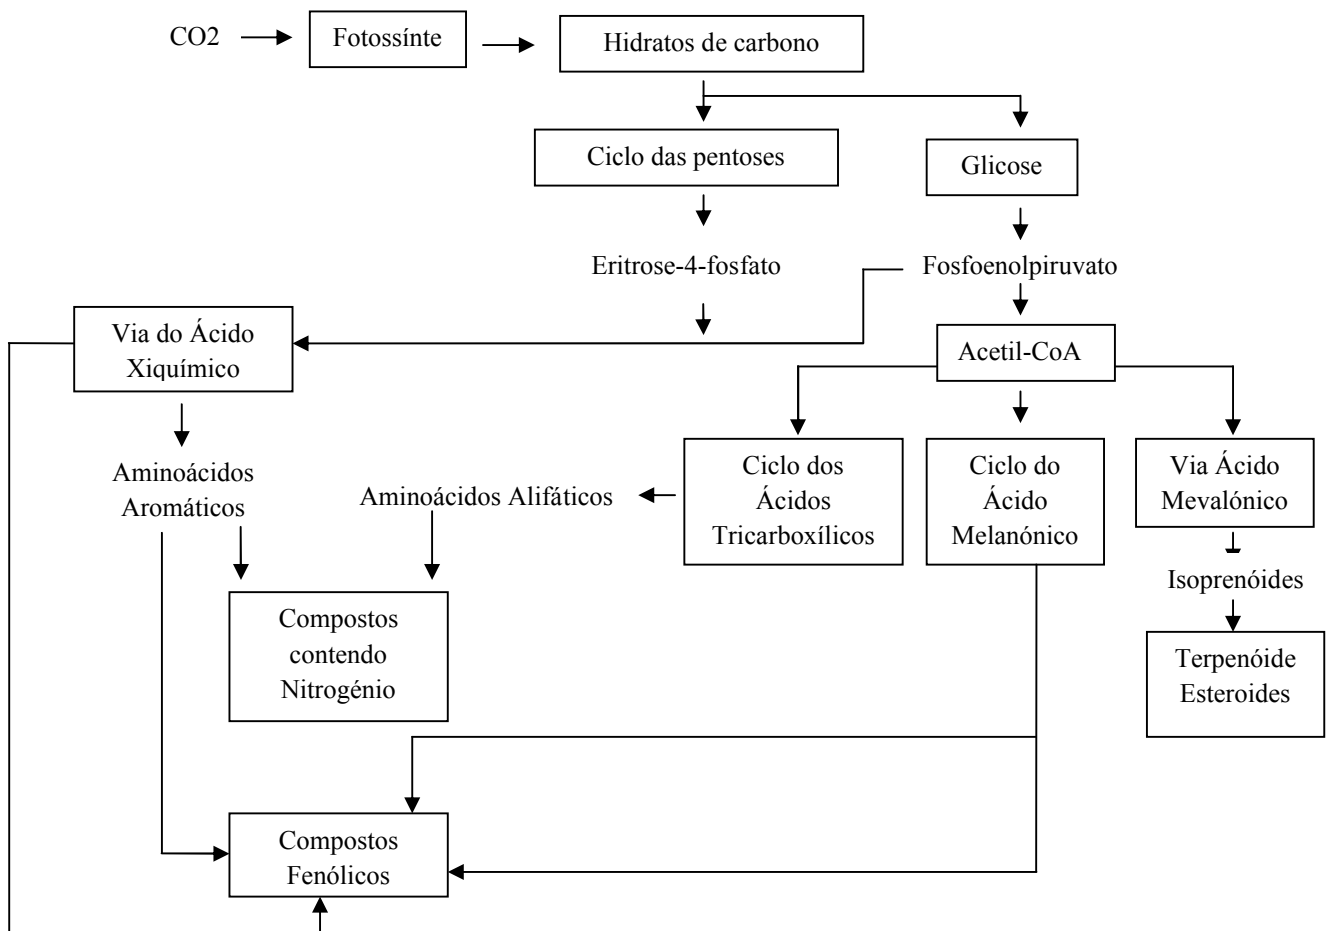 CO2
Fotossínte
Hidratos de carbono
Ciclo das pentoses
Glicose
Eritrose-4-fosfato
Fosfoenolpiruvato
Via do Ácido
Xiquímico
Acetil-CoA
Aminoácidos
Aromáticos
Aminoácidos Alifáticos
Ciclo dos
Ácidos
Tricarboxílicos
Ciclo do
Ácido
Melanónico
Via Ácido
Mevalónico
Isoprenóides
Compostos
contendo
Nitrogénio
Terpenóide
Esteroides
Compostos
Fenólicos